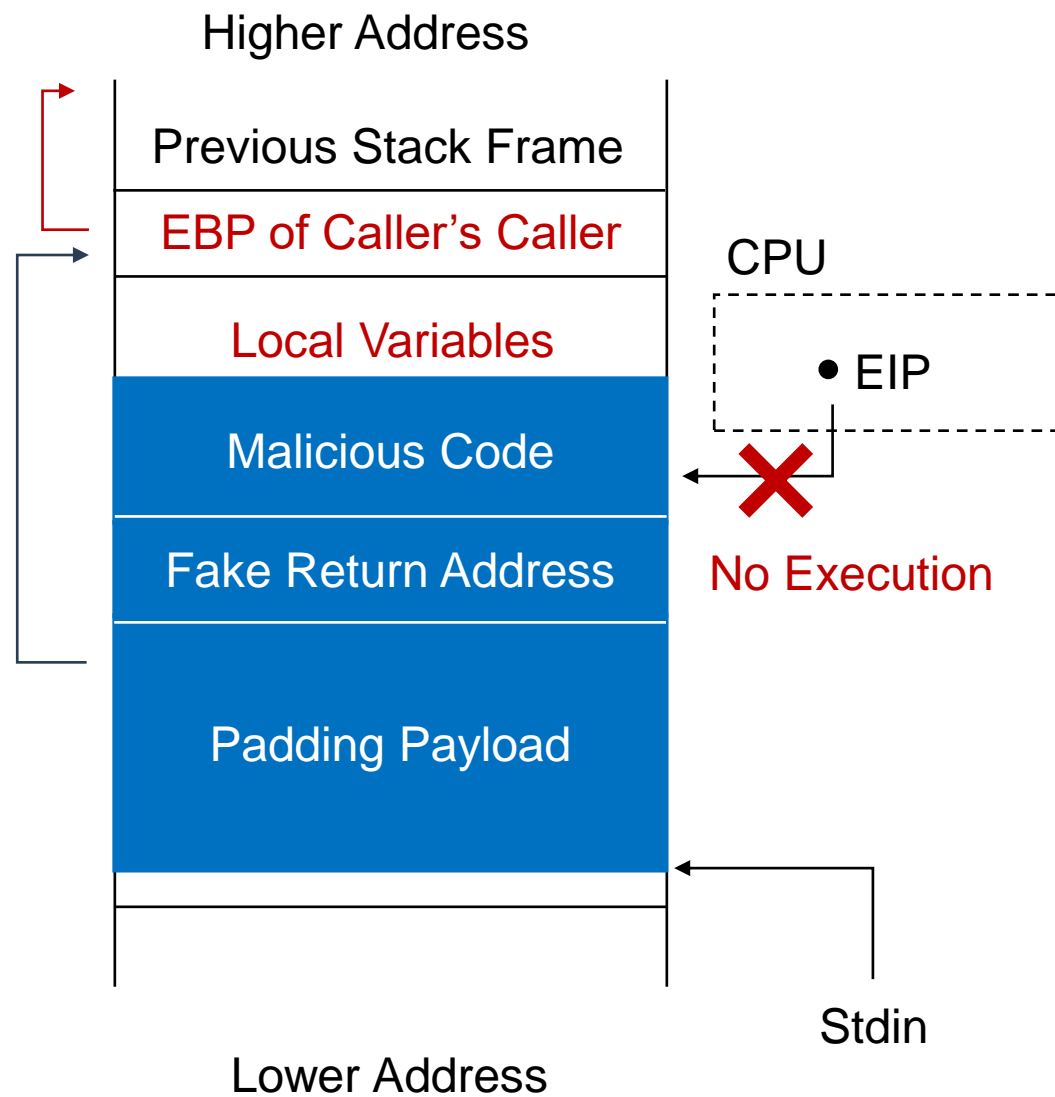 Higher Address
Previous Stack Frame
EBP of Caller’s Caller
CPU
Local Variables
EIP
Malicious Code
Fake Return Address
No Execution
Padding Payload
Stdin
Lower Address